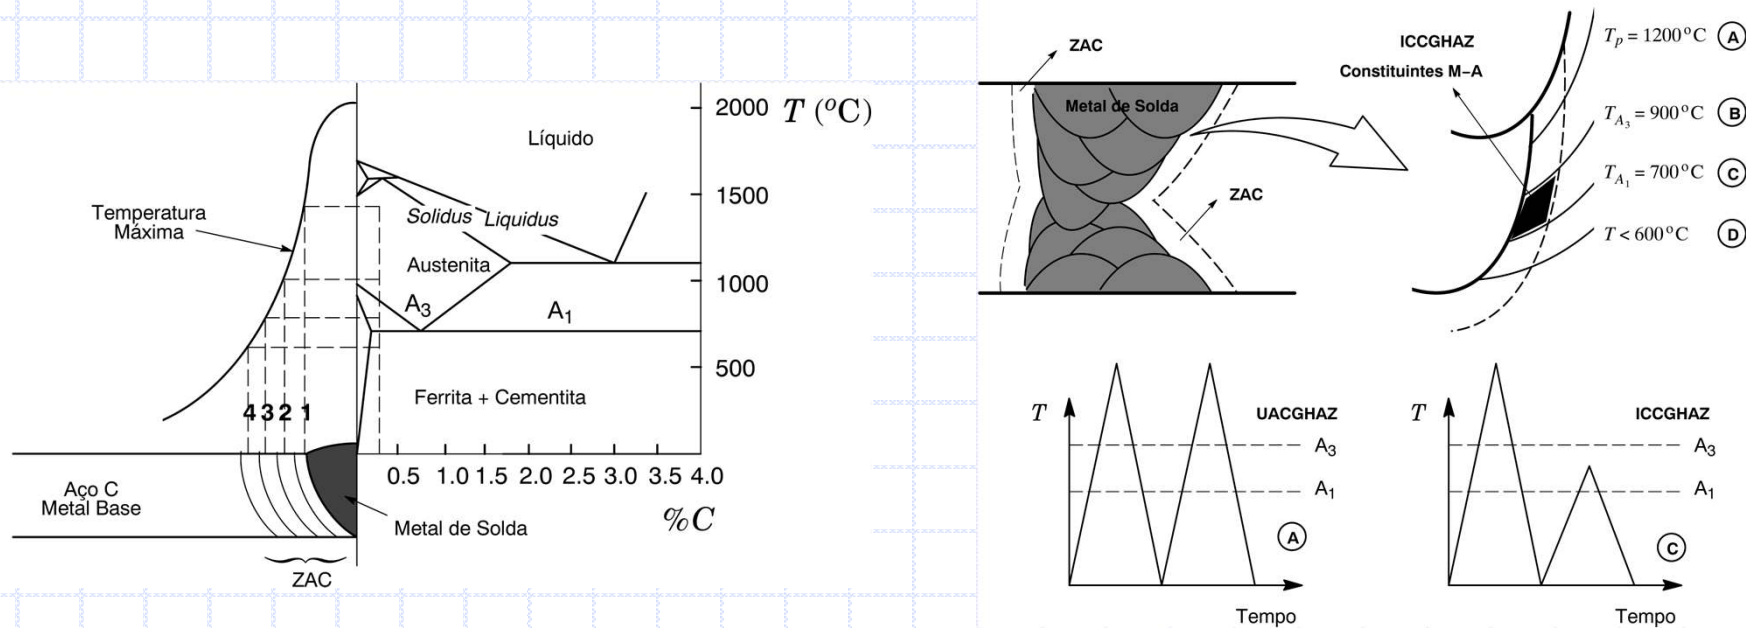 2000 T (°C)
Líquido
1500
Solidus Liquidus
Temperatura
Máxima
Austenita
1000
A3
A1
500
Ferrita + Cementita
4 3 2 1
0.5 1.0 1.5 2.0 2.5 3.0 3.5 4.0
%C
Aço C
Metal Base
Metal de Solda
ZAC
ZAC
Metal de Solda
ZAC
ICCGHAZ
Constituintes M–A
Tp = 1200°C A
TA3 = 900°C B
TA1 = 700°C C
T < 600°C D
T
UACGHAZ
A3
A1
A
Tempo
T
ICCGHAZ
A3
A1
C
Tempo